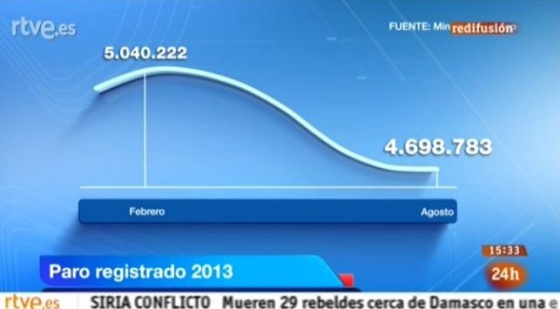 rtve.es
FUENTE: Min
redifusión
5.040.222
4.698.783
Febrero
Agosto
15:33
Paro registrado 2013
24h
rtve.es SIRIA CONFLICTO Mueren 29 rebeldes cerca de Damasco en una e